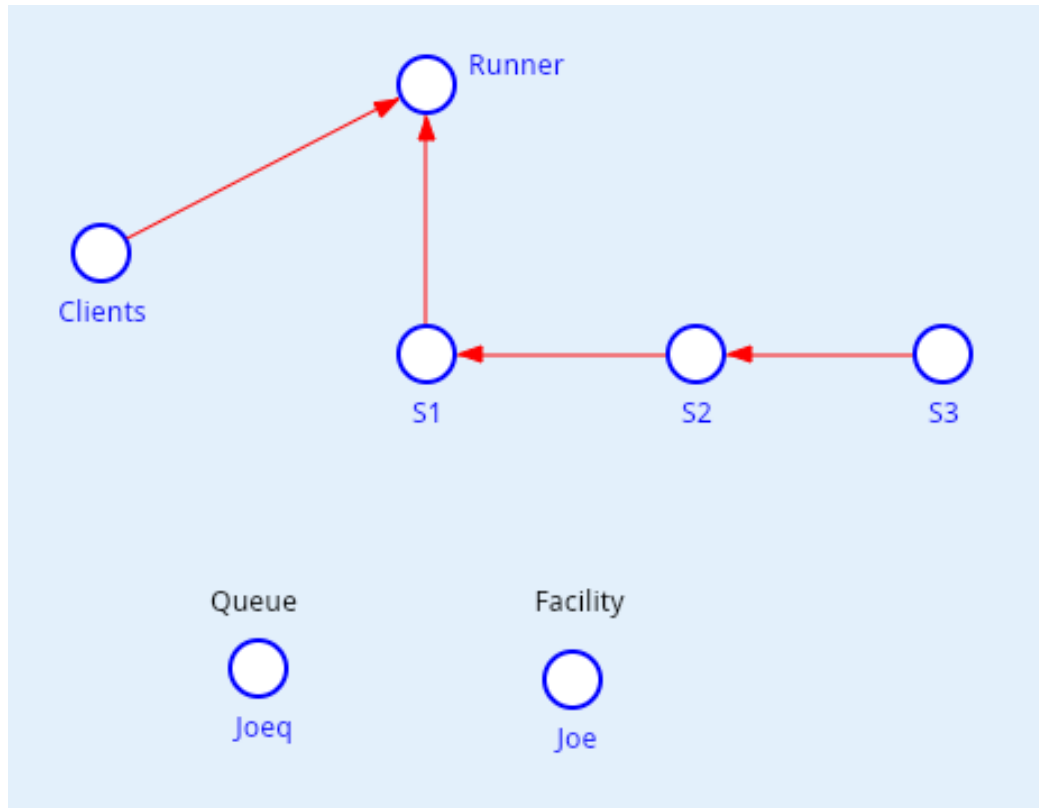 Runner
Clients
S1
S2
S3
Queue
Facility
Joeq
Joe